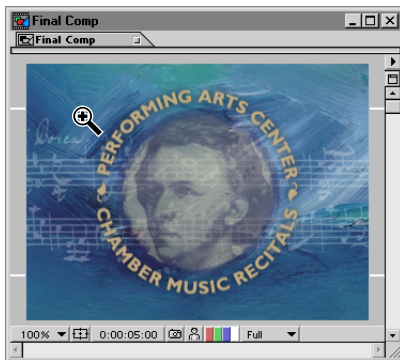 Final Comp
Final Comp
PERFORMING ARTS CENTER
CHAMBER MUSIC RECITALS
100% 0:00:05:00 Full